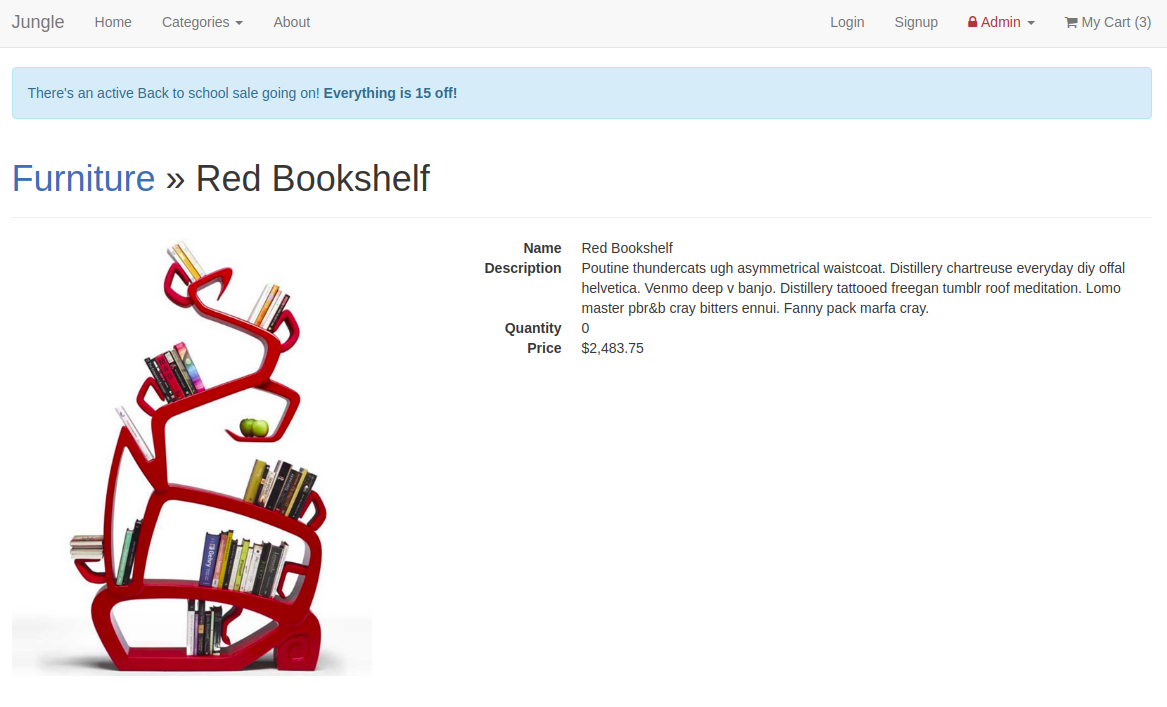 Jungle Home Categories About Login Signup Admin My Cart (3)
There's an active Back to school sale going on! Everything is 15 off!
Furniture » Red Bookshelf
Name Red Bookshelf
Description Poutine thundercats ugh asymmetrical waistcoat. Distillery chartreuse everyday diy offal
helvetica. Venmo deep v banjo. Distillery tattooed freegan tumblr roof meditation. Lomo
master pbr&b cray bitters ennui. Fanny pack marfa cray.
Quantity 0
Price $2,483.75